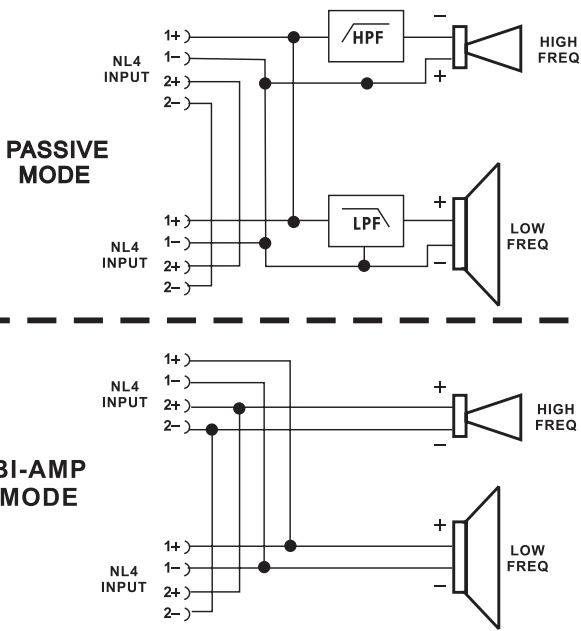 1+
1–
NL4
INPUT
2+
2–
HPF
–
+
HIGH
FREQ
PASSIVE
MODE
1+
1–
NL4
INPUT
2+
2–
LPF
+
–
LOW
FREQ
1+
1–
NL4
INPUT
2+
2–
+
–
HIGH
FREQ
BI-AMP
MODE
1+
1–
NL4
INPUT
2+
2–
+
–
LOW
FREQ